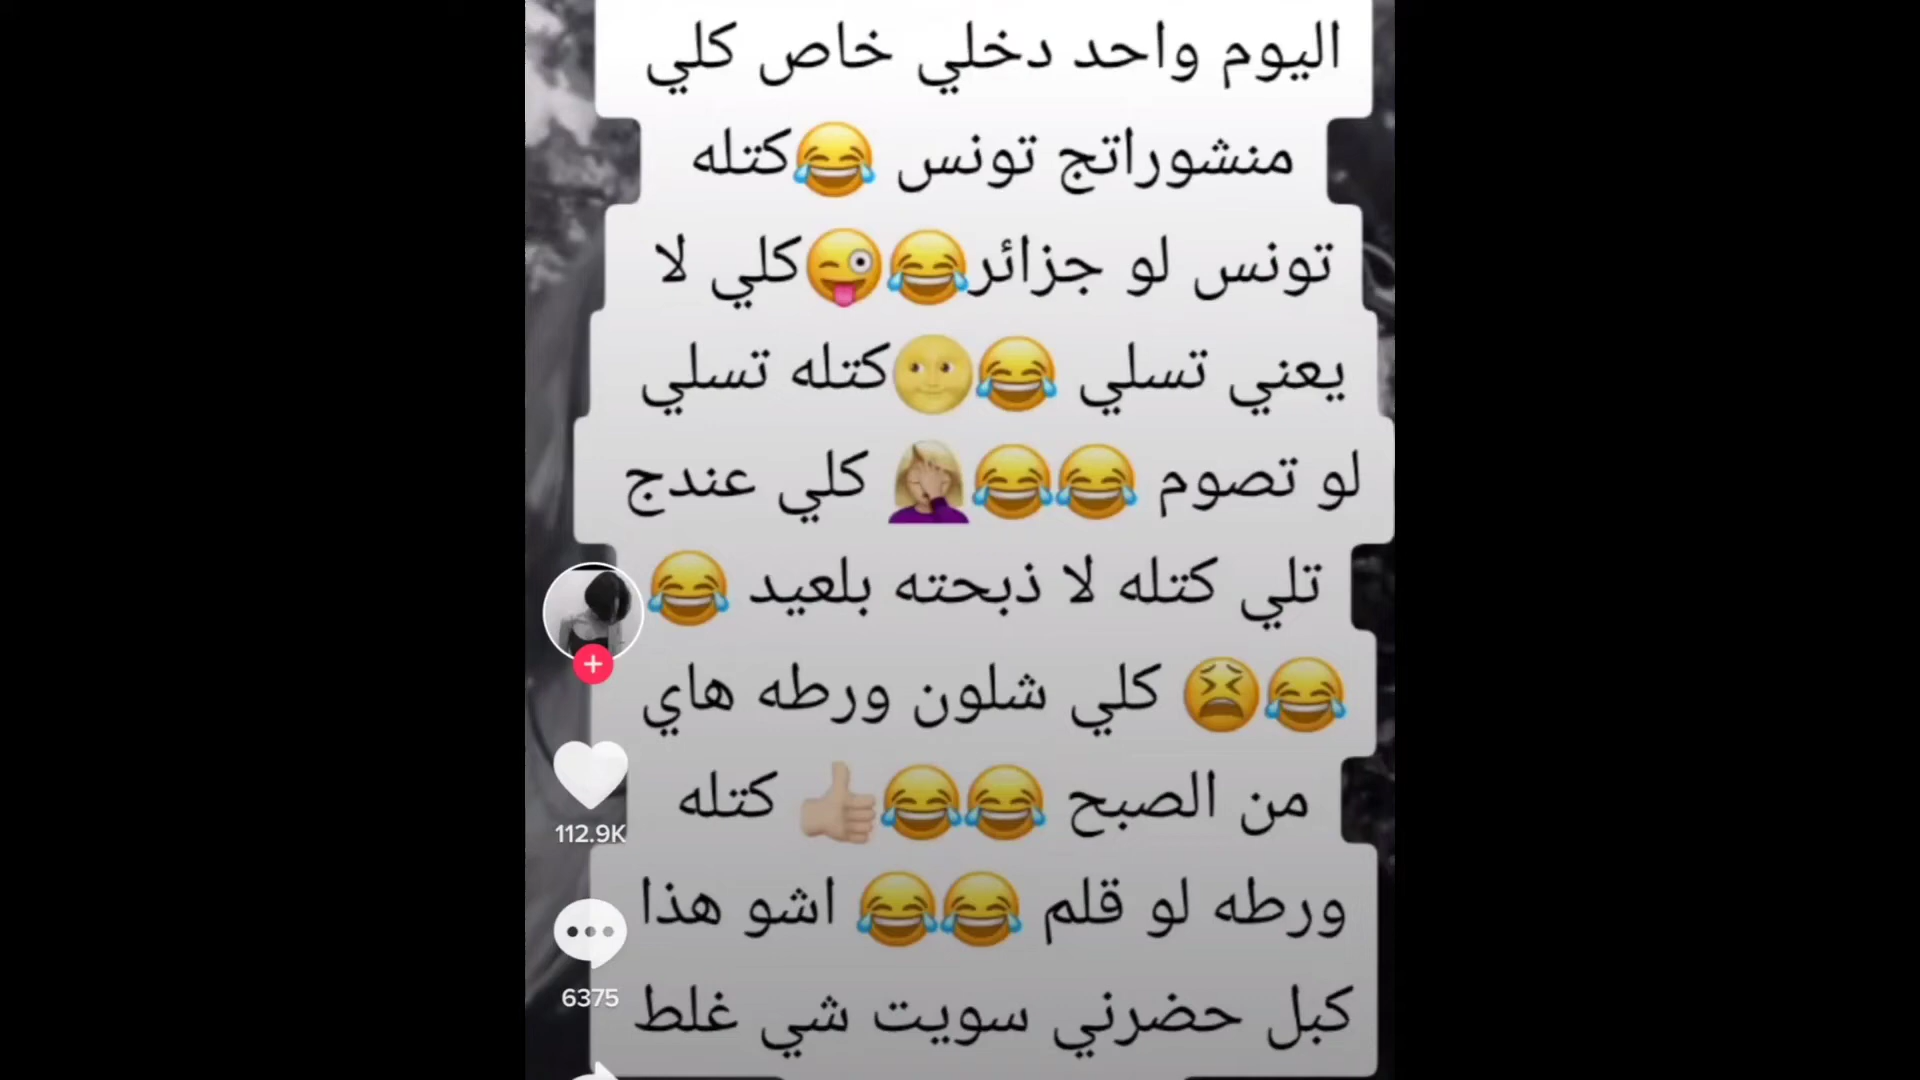 اليوم واحد دخلي خاص كلي
منشوراتج تونس 😂كتله
تونس لو جزائر😂😜كلي لا
يعني تسلي 😂🌝كتله تسلي
لو تصوم 😂😂🤦🏼‍♀️ كلي عندج
تلي كتله لا ذبحته بلعيد 😂
😂😫 كلي شلون ورطه هاي
من الصبح 😂😂👍🏻 كتله
ورطه لو قلم 😂😂 اشو هذا
كبل حضرني سويت شي غلط
112.9K
6375